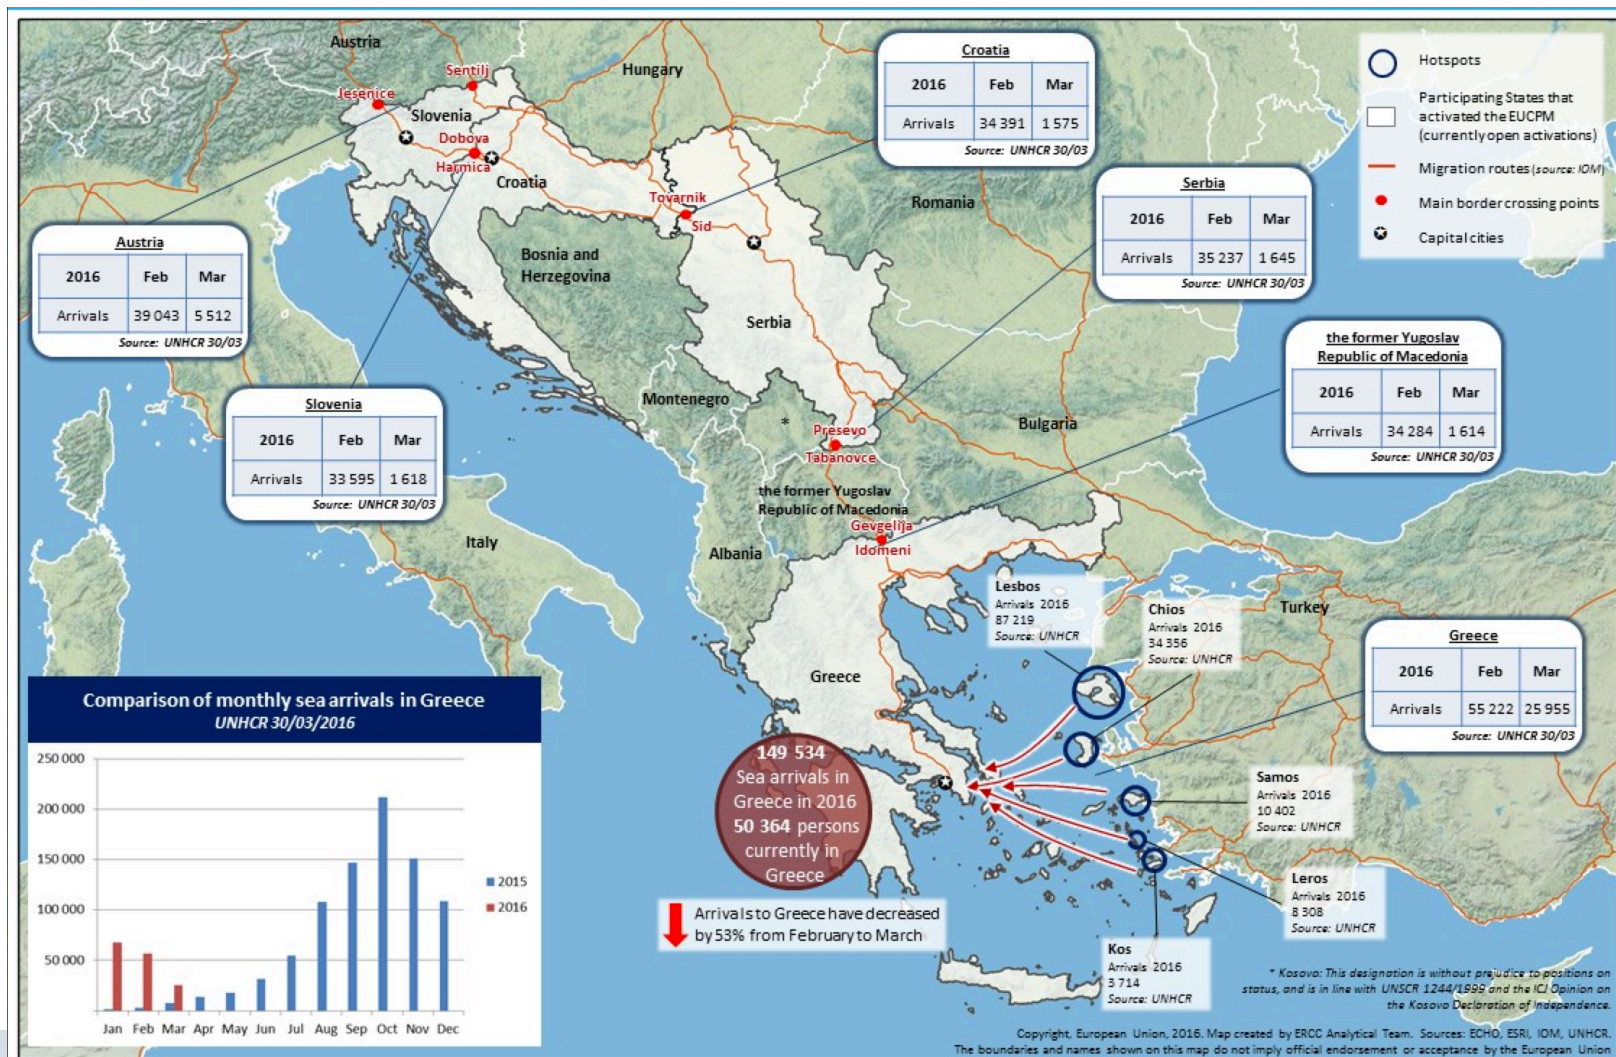 Austria
Hungary
Sentilj
Jesenice
Slovenia
Dobova
Harmica
Croatia
Tovarnik
Sid
Romania
Bosnia and
Herzegovina
Serbia
Montenegro
*
Presevo
Tabanovce
Bulgaria
the former Yugoslav
Republic of Macedonia
Gevgelija
Idomeni
Albania
Italy
Greece
Turkey
Croatia
2016 Feb Mar
Arrivals 34 391 1 575
Source: UNHCR 30/03
Hotspots
Participating States that
activated the EUCPM
(currently open activations)
Migration routes (source: IOM)
Main border crossing points
Capital cities
Serbia
2016 Feb Mar
Arrivals 35 237 1 645
Source: UNHCR 30/03
Austria
2016 Feb Mar
Arrivals 39 043 5 512
Source: UNHCR 30/03
the former Yugoslav
Republic of Macedonia
2016 Feb Mar
Arrivals 34 284 1 614
Source: UNHCR 30/03
Slovenia
2016 Feb Mar
Arrivals 33 595 1 618
Source: UNHCR 30/03
Lesbos
Arrivals 2016
87 219
Source: UNHCR
Chios
Arrivals 2016
34 356
Source: UNHCR
Greece
2016 Feb Mar
Arrivals 55 222 25 955
Source: UNHCR 30/03
Samos
Arrivals 2016
10 402
Source: UNHCR
Leros
Arrivals 2016
8 308
Source: UNHCR
Kos
Arrivals 2016
3 714
Source: UNHCR
149 534
Sea arrivals in
Greece in 2016
50 364 persons
currently in
Greece
Arrivals to Greece have decreased
by 53% from February to March
Comparison of monthly sea arrivals in Greece
UNHCR 30/03/2016
250 000
200 000
150 000
100 000
50 000
-
2015
2016
Jan Feb Mar Apr May Jun Jul Aug Sep Oct Nov Dec
* Kosovo: This designation is without prejudice to positions on
status, and is in line with UNSCR 1244/1999 and the ICJ Opinion on
the Kosovo Declaration of Independence.
Copyright, European Union, 2016. Map created by ERCC Analytical Team. Sources: ECHO, ESRI, IOM, UNHCR.
The boundaries and names shown on this map do not imply official endorsement or acceptance by the European Union